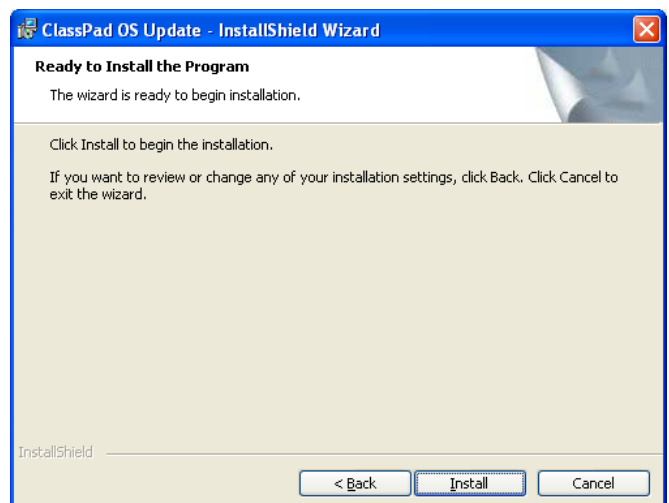 ClassPad OS Update - InstallShield Wizard
Ready to Install the Program
The wizard is ready to begin installation.
Click Install to begin the installation.
If you want to review or change any of your installation settings, click Back. Click Cancel to
exit the wizard.
InstallShield
< Back Install Cancel